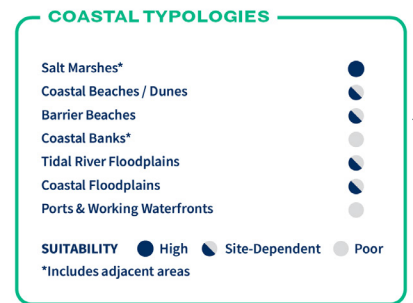 COASTAL TYPOLOGIES
Salt Marshes*
Coastal Beaches / Dunes
Barrier Beaches
Coastal Banks*
Tidal River Floodplains
Coastal Floodplains
Ports & Working Waterfronts
SUITABILITY High Site-Dependent Poor
*Includes adjacent areas